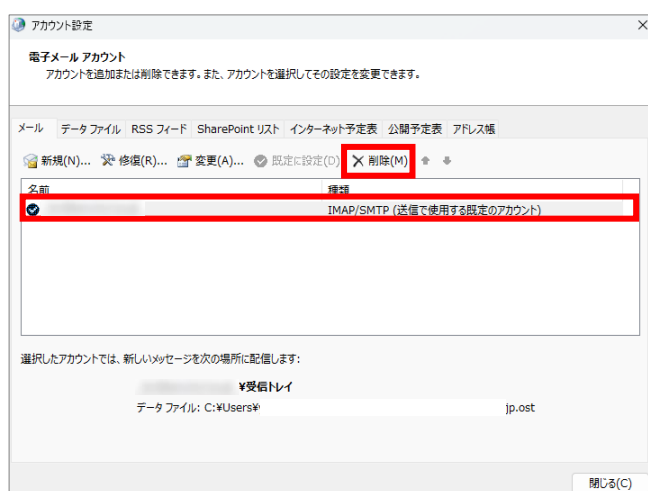 アカウント設定
電子メール アカウント
アカウントを追加または削除できます。また、アカウントを選択してその設定を変更できます。
メール データ ファイル RSS フィード SharePoint リスト インターネット予定表 公開予定表 アドレス帳
新規(N)... 修復(R)... 変更(A)... 既定に設定(D) 削除(M)
名前 種類
IMAP/SMTP (送信で使用する既定のアカウント)
選択したアカウントでは、新しいメッセージを次の場所に配信します:
¥受信トレイ
データ ファイル: C:¥Users¥ jp.ost
閉じる(C)